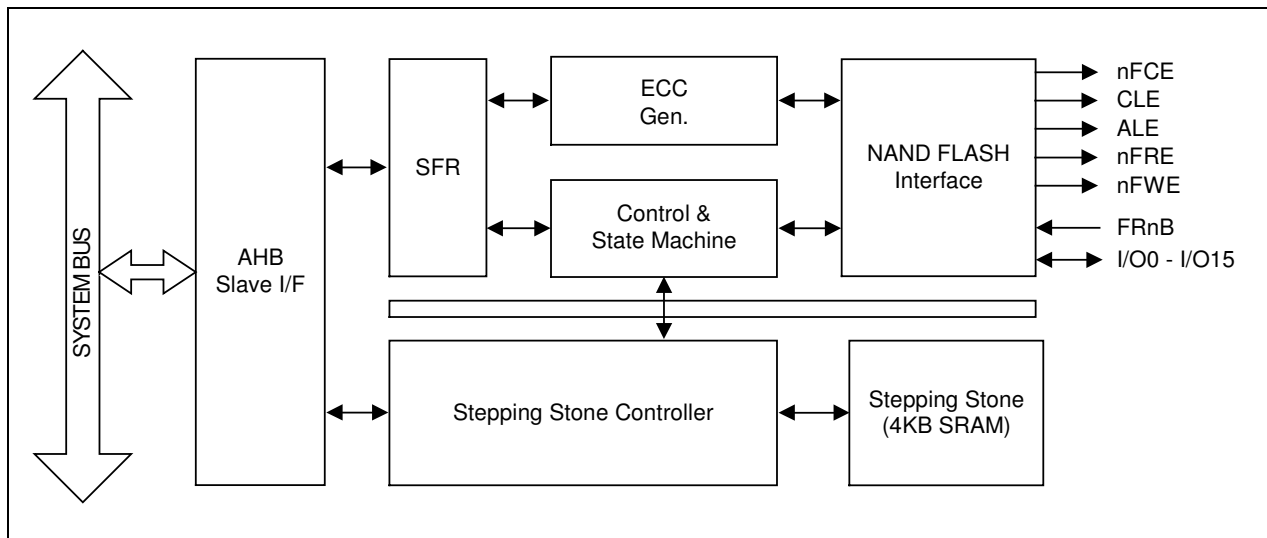 SYSTEM BUS
AHB
Slave I/F
SFR
ECC
Gen.
Control &
State Machine
NAND FLASH
Interface
nFCE
CLE
ALE
nFRE
nFWE
FRnB
I/O0 - I/O15
Stepping Stone Controller
Stepping Stone
(4KB SRAM)